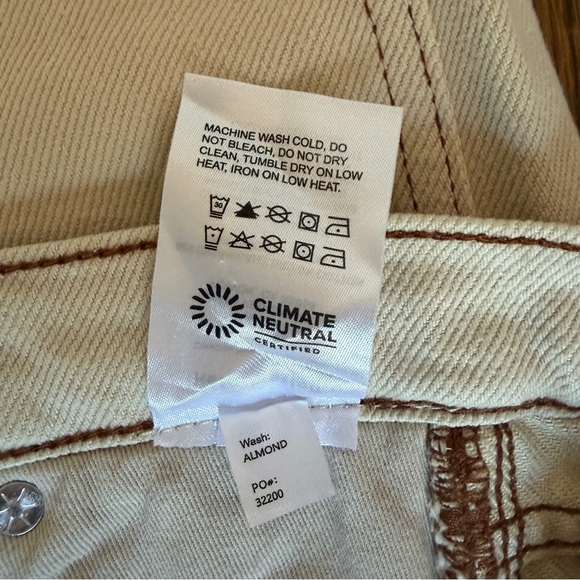 MACHINE WASH COLD, DO
NOT BLEACH, DO NOT DRY
CLEAN, TUMBLE DRY ON LOW
HEAT, IRON ON LOW HEAT.
30
CLIMATE
NEUTRAL
CERTIFIED
Wash:
ALMOND
PO#:
32200